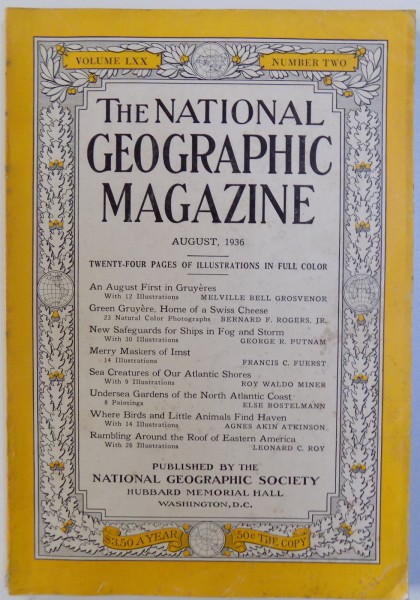 VOLUME LXX NUMBER TWO
THE NATIONAL
GEOGRAPHIC
MAGAZINE
AUGUST, 1936
TWENTY-FOUR PAGES OF ILLUSTRATIONS IN FULL COLOR
An August First in Gruyères
With 12 Illustrations MELVILLE BELL GROSVENOR
Green Gruyère, Home of a Swiss Cheese
23 Natural Color Photographs BERNARD F. ROGERS, JR.
New Safeguards for Ships in Fog and Storm
With 30 Illustrations GEORGE R. PUTNAM
Merry Maskers of Imst
14 Illustrations FRANCIS C. FUERST
Sea Creatures of Our Atlantic Shores
With 9 Illustrations ROY WALDO MINER
Undersea Gardens of the North Atlantic Coast
8 Paintings ELSE BOSTELMANN
Where Birds and Little Animals Find Haven
With 14 Illustrations AGNES AKIN ATKINSON
Rambling Around the Roof of Eastern America
With 26 Illustrations LEONARD C. ROY
PUBLISHED BY THE
NATIONAL GEOGRAPHIC SOCIETY
HUBBARD MEMORIAL HALL
WASHINGTON, D.C.
$3.50 A YEAR 50¢ THE COPY